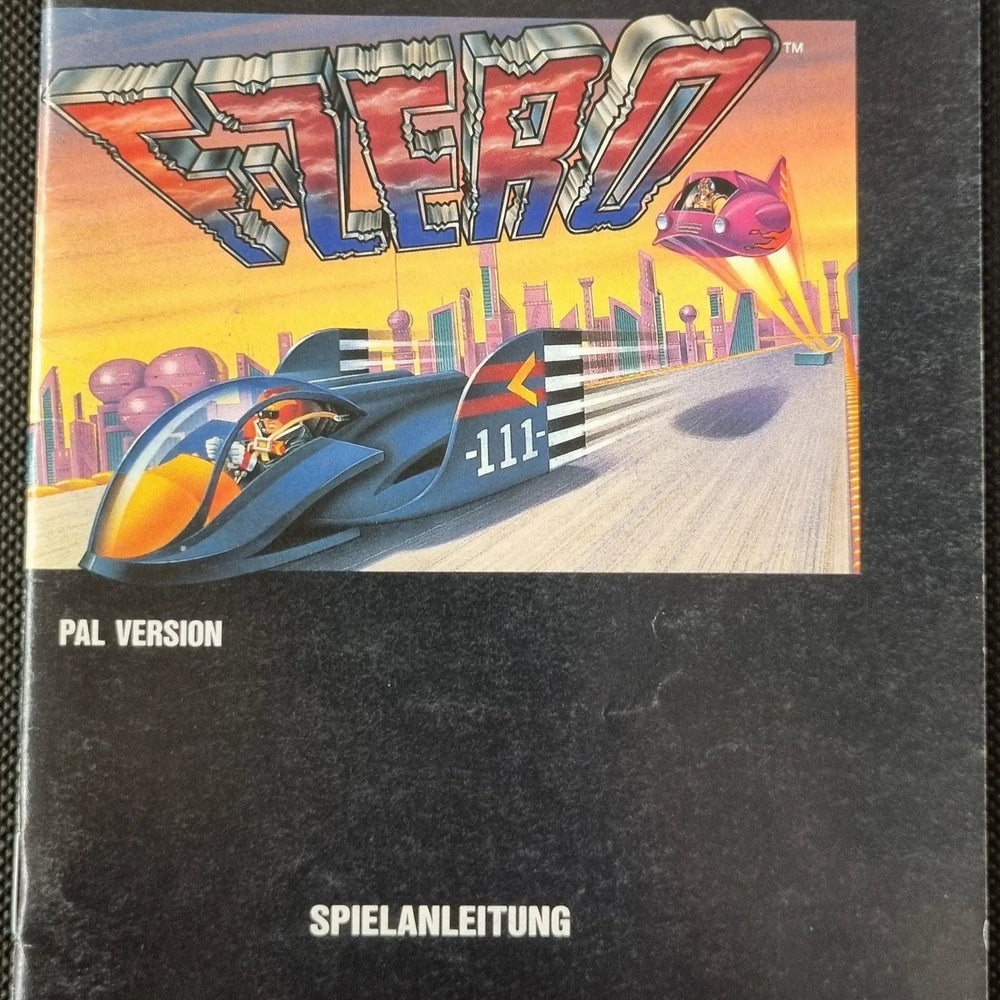 F-ZERO™
-111-
PAL VERSION
SPIELANLEITUNG